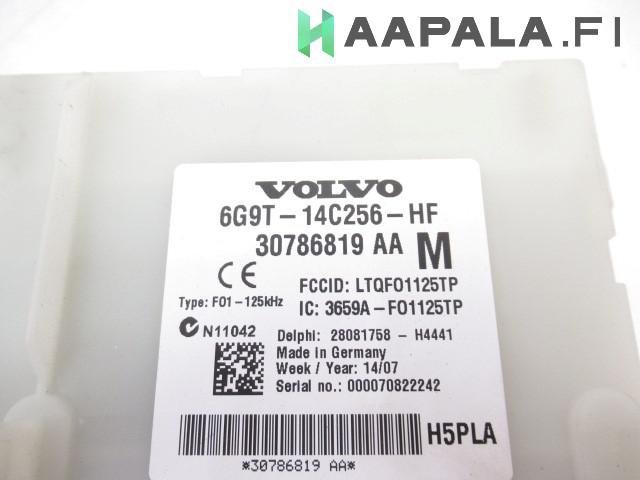 HAAPALA.FI
VOLVO
6G9T-14C256-HF
30786819 AA M
CE FCCID: LTQFO1125TP
Type: FO1-125kHz IC: 3659A-FO1125TP
N11042 Delphi: 28081758 - H4441
Made in Germany
Week / Year: 14/07
Serial no.: 000070822242
H5PLA
*30786819 AA*